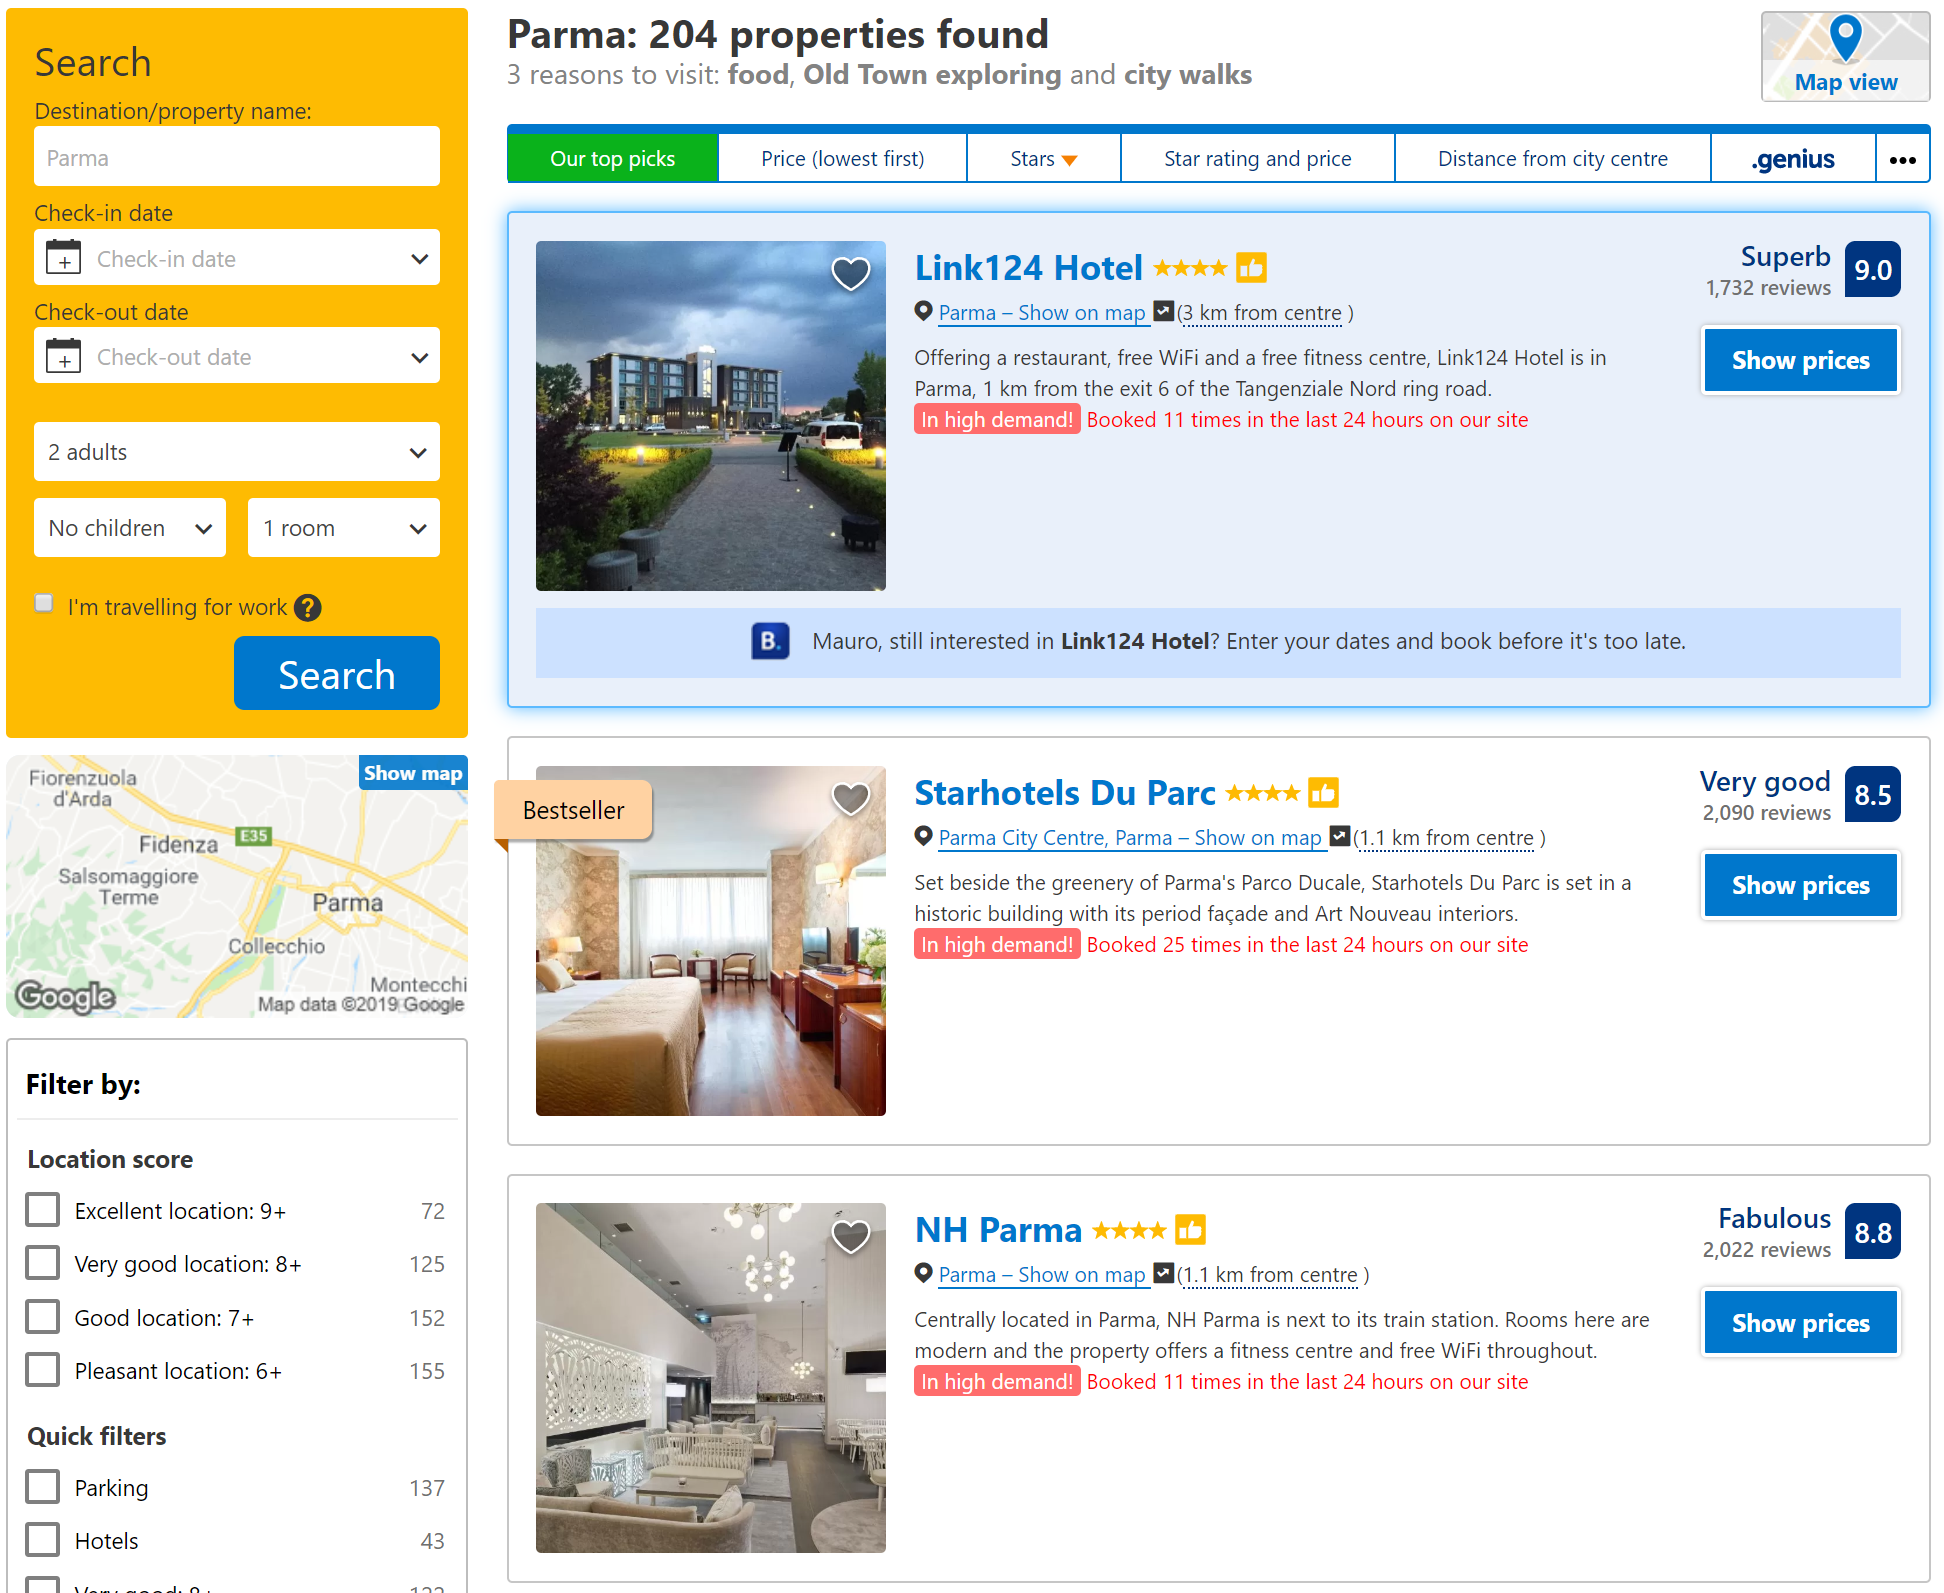 Search
Destination/property name:
Parma
Check-in date
Check-in date
Check-out date
Check-out date
2 adults
No children
1 room
I'm travelling for work ?
Search
Show map
Fiorenzuola
d'Arda
Fidenza
E35
Salsomaggiore
Terme
Parma
Collecchio
Montecchi
Google
Map data ©2019 Google
Filter by:
Location score
Excellent location: 9+ 72
Very good location: 8+ 125
Good location: 7+ 152
Pleasant location: 6+ 155
Quick filters
Parking 137
Hotels 43
Very good: 8+ 122
Parma: 204 properties found
3 reasons to visit: food, Old Town exploring and city walks
Map view
Our top picks
Price (lowest first)
Stars
Star rating and price
Distance from city centre
.genius
•••
Link124 Hotel
Parma – Show on map (3 km from centre )
Offering a restaurant, free WiFi and a free fitness centre, Link124 Hotel is in
Parma, 1 km from the exit 6 of the Tangenziale Nord ring road.
In high demand! Booked 11 times in the last 24 hours on our site
Superb 9.0
1,732 reviews
Show prices
B. Mauro, still interested in Link124 Hotel? Enter your dates and book before it's too late.
Bestseller
Starhotels Du Parc
Parma City Centre, Parma – Show on map (1.1 km from centre )
Set beside the greenery of Parma's Parco Ducale, Starhotels Du Parc is set in a
historic building with its period façade and Art Nouveau interiors.
In high demand! Booked 25 times in the last 24 hours on our site
Very good 8.5
2,090 reviews
Show prices
NH Parma
Parma – Show on map (1.1 km from centre )
Centrally located in Parma, NH Parma is next to its train station. Rooms here are
modern and the property offers a fitness centre and free WiFi throughout.
In high demand! Booked 11 times in the last 24 hours on our site
Fabulous 8.8
2,022 reviews
Show prices